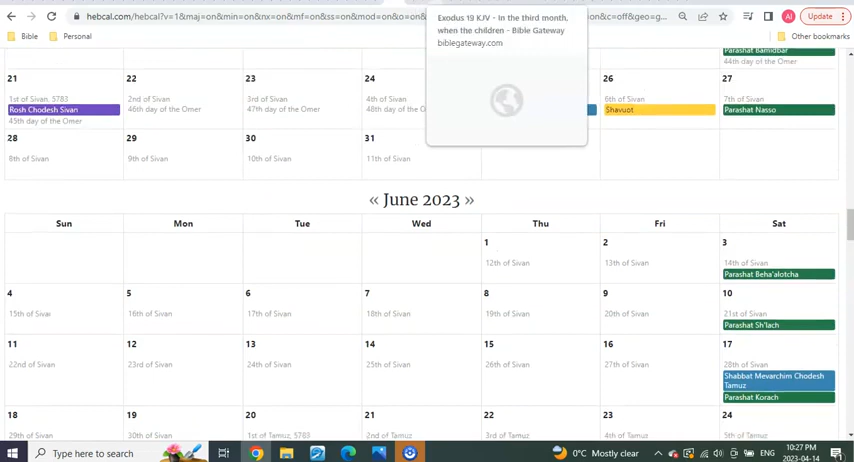 hebcal.com/hebcal?v=1&maj=on&min=on&nx=on&mf=on&ss=on&mod=on&o=on&
on&c=off&geo=g...
AI
Update
Exodus 19 KJV - In the third month,
when the children - Bible Gateway
biblegateway.com
Bible
Personal
Other bookmarks
Parashat Bamidbar
44th day of the Omer
21 22 23 24 26 27
1st of Sivan, 5783 2nd of Sivan 3rd of Sivan 4th of Sivan 6th of Sivan 7th of Sivan
Rosh Chodesh Sivan 46th day of the Omer 47th day of the Omer 48th day of the Shavuot Parashat Nasso
45th day of the Omer
28 29 30 31
8th of Sivan 9th of Sivan 10th of Sivan 11th of Sivan
« June 2023 »
Sun Mon Tue Wed Thu Fri Sat
1 2 3
12th of Sivan 13th of Sivan 14th of Sivan
Parashat Beha'alotcha
4 5 6 7 8 9 10
15th of Sivan 16th of Sivan 17th of Sivan 18th of Sivan 19th of Sivan 20th of Sivan 21st of Sivan
Parashat Sh'lach
11 12 13 14 15 16 17
22nd of Sivan 23rd of Sivan 24th of Sivan 25th of Sivan 26th of Sivan 27th of Sivan 28th of Sivan
Shabbat Mevarchim Chodesh
Tamuz
Parashat Korach
18 19 20 21 22 23 24
29th of Sivan 30th of Sivan 1st of Tamuz, 5783 2nd of Tamuz 3rd of Tamuz 4th of Tamuz 5th of Tamuz
Type here to search
0°C Mostly clear
ENG
10:27 PM
2023-04-14
1